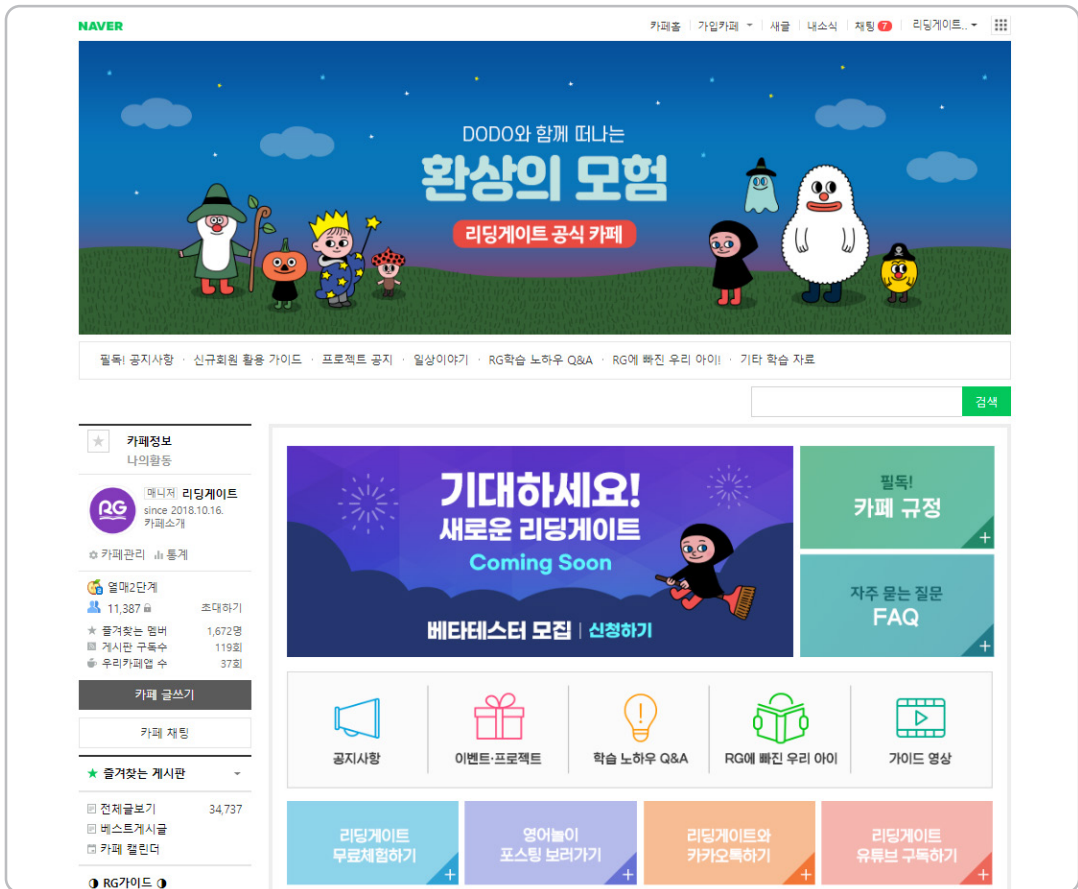 NAVER
카페홈 가입카페 새글 내소식 채팅 7 리딩게이트..
DODO와 함께 떠나는
환상의 모험
리딩게이트 공식 카페
필독! 공지사항 · 신규회원 활용 가이드 · 프로젝트 공지 · 일상이야기 · RG학습 노하우 Q&A · RG에 빠진 우리 아이! · 기타 학습 자료
검색
카페정보
나의활동
RG
매니저 리딩게이트
since 2018.10.16.
카페소개
카페관리 통계
열매2단계
11,387 초대하기
즐겨찾는 멤버 1,672명
게시판 구독수 119회
우리카페앱 수 37회
카페 글쓰기
카페 채팅
즐겨찾는 게시판
전체글보기 34,737
베스트게시글
카페 캘린더
RG가이드
기대하세요!
새로운 리딩게이트
Coming Soon
베타테스터 모집 | 신청하기
필독!
카페 규정
+
자주 묻는 질문
FAQ
+
공지사항
이벤트·프로젝트
학습 노하우 Q&A
RG에 빠진 우리 아이
가이드 영상
리딩게이트
무료체험하기
+
영어놀이
포스팅 보러가기
+
리딩게이트와
카카오톡하기
+
리딩게이트
유튜브 구독하기
+